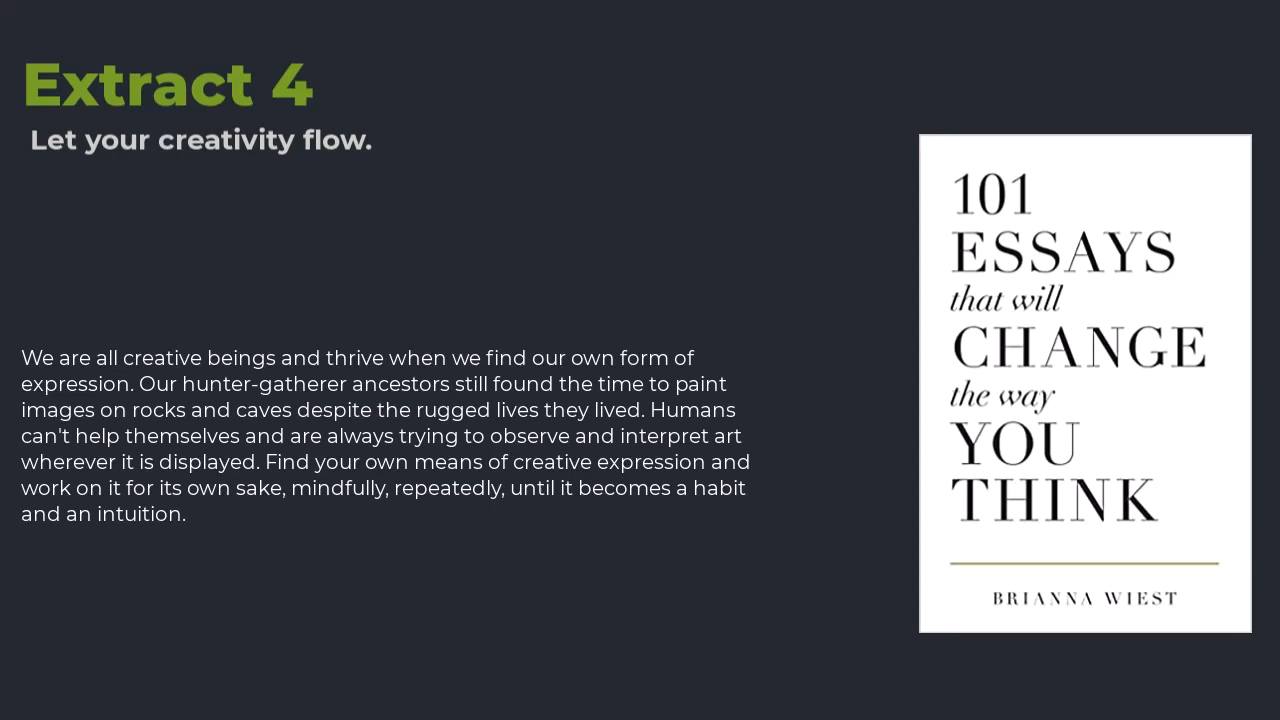 Extract 4
Let your creativity flow.
We are all creative beings and thrive when we find our own form of
expression. Our hunter-gatherer ancestors still found the time to paint
images on rocks and caves despite the rugged lives they lived. Humans
can't help themselves and are always trying to observe and interpret art
wherever it is displayed. Find your own means of creative expression and
work on it for its own sake, mindfully, repeatedly, until it becomes a habit
and an intuition.
101
ESSAYS
that will
CHANGE
the way
YOU
THINK
BRIANNA WIEST